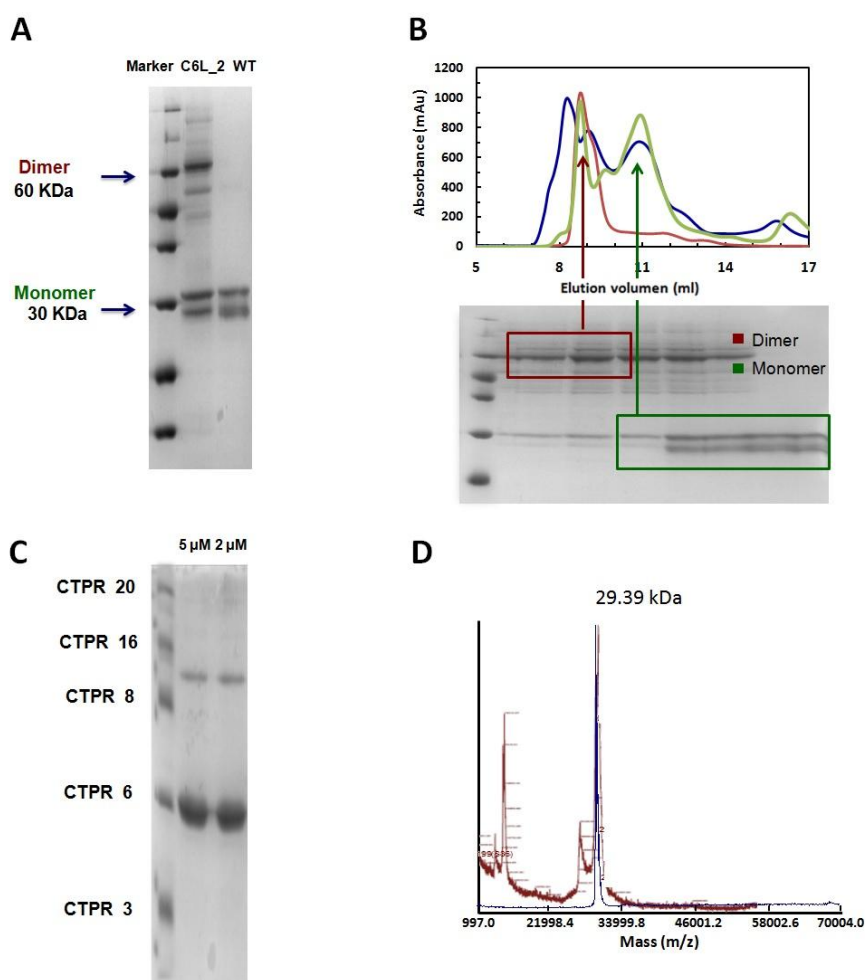 A
Marker C6L_2 WT
Dimer
60 KDa
Monomer
30 KDa
B
Absorbance (mAu)
1200
1000
800
600
400
200
0
5 8 11 14 17
Elution volumen (ml)
Dimer
Monomer
C
5 µM 2 µM
CTPR 20
CTPR 16
CTPR 8
CTPR 6
CTPR 3
D
29.39 kDa
997.0 21998.4 33999.8 46001.2 58002.6 70004.0
Mass (m/z)